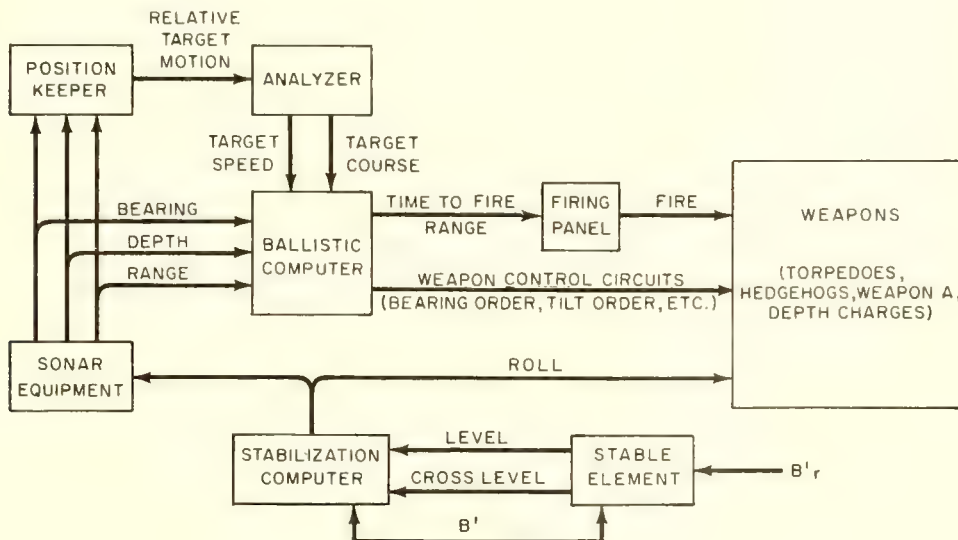 RELATIVE
TARGET
MOTION
POSITION
KEEPER
ANALYZER
TARGET
SPEED
TARGET
COURSE
BEARING
DEPTH
RANGE
BALLISTIC
COMPUTER
TIME TO FIRE
RANGE
FIRING
PANEL
FIRE
WEAPONS
(TORPEDOES,
HEDGEHOGS, WEAPON A,
DEPTH CHARGES)
WEAPON CONTROL CIRCUITS
(BEARING ORDER, TILT ORDER, ETC.)
SONAR
EQUIPMENT
ROLL
STABILIZATION
COMPUTER
LEVEL
CROSS LEVEL
STABLE
ELEMENT
B'r
B'